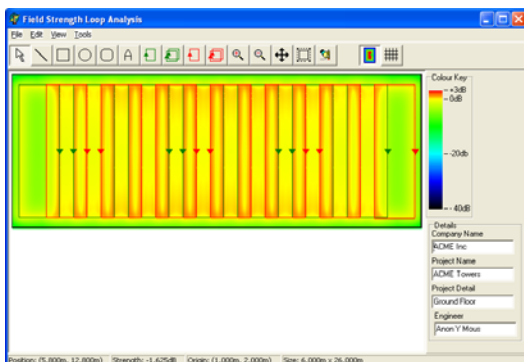 Field Strength Loop Analysis
File Edit View Tools
A
Colour Key
+3dB
0dB
-20db
-40dB
Details
Company Name
ACME Inc
Project Name
ACME Towers
Project Detail
Ground Floor
Engineer
Anon Y Mous
Position: (5.800m, 12.800m) Strength: -1.625dB Origin: (1.000m, 2.000m) Size: 6.000m x 26.000m